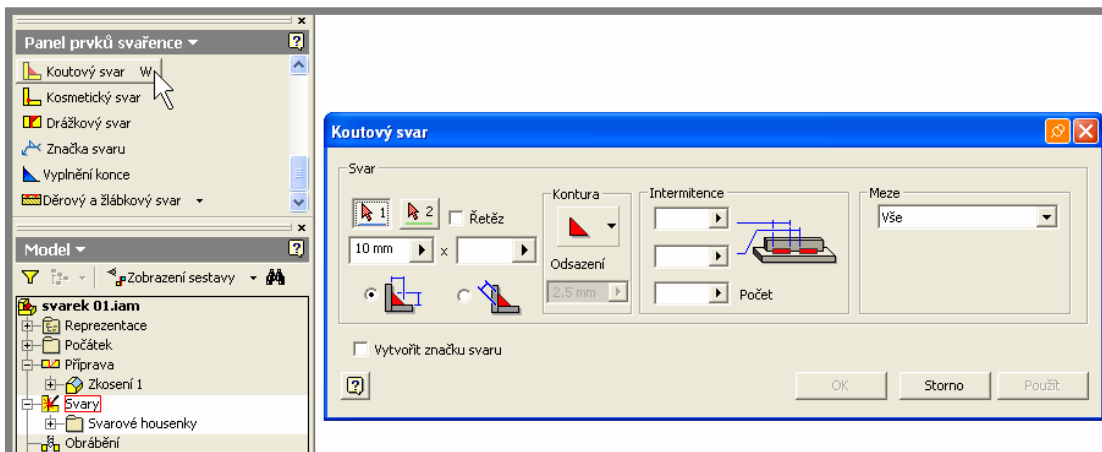 Panel prvků svařence
Koutový svar W
Kosmetický svar
Drážkový svar
Značka svaru
Vyplnění konce
Děrový a žlábkový svar
Model
Zobrazení sestavy
svarek 01.iam
Reprezentace
Počátek
Příprava
Zkosení 1
Svary
Svarové housenky
Obrábění
Koutový svar
Svar
1 2 Řetěz
10 mm x
Kontura
Odsazení
2.5 mm
Intermitence
Počet
Meze
Vše
Vytvořit značku svaru
OK Storno Použít